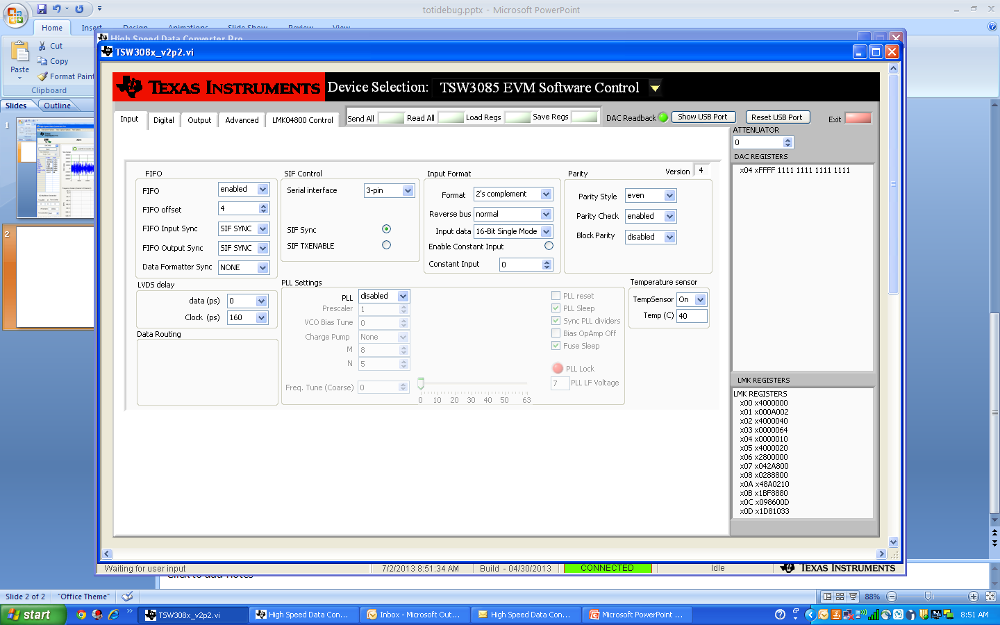 totidebug.pptx - Microsoft PowerPoint
Home
Insert
Design
Animations
Slide Show
Review
View
Cut
Copy
Format Paint
Paste
Clipboard
Slides
Outline
1
2
High Speed Data Converter Pro
TSW308x_v2p2.vi
TEXAS INSTRUMENTS
Device Selection: TSW3085 EVM Software Control
Input
Digital
Output
Advanced
LMK04800 Control
Send All
Read All
Load Regs
Save Regs
DAC Readback
Show USB Port
Reset USB Port
Exit
ATTENUATOR
0
DAC REGISTERS
x04 xFFFF 1111 1111 1111 1111
FIFO
FIFO enabled
FIFO offset 4
FIFO Input Sync SIF SYNC
FIFO Output Sync SIF SYNC
Data Formatter Sync NONE
SIF Control
Serial interface 3-pin
SIF Sync
SIF TXENABLE
Input Format
Format 2's complement
Reverse bus normal
Input data 16-Bit Single Mode
Enable Constant Input
Constant Input 0
Parity
Version 4
Parity Style even
Parity Check enabled
Block Parity disabled
LVDS delay
data (ps) 0
Clock (ps) 160
Data Routing
PLL Settings
PLL disabled
Prescaler 1
VCO Bias Tune 0
Charge Pump None
M 8
N 5
Freq. Tune (Coarse) 0
0 10 20 30 40 50 63
PLL reset
PLL Sleep
Sync PLL dividers
Bias OpAmp Off
Fuse Sleep
PLL Lock
7 PLL LF Voltage
Temperature sensor
TempSensor On
Temp (C) 40
LMK REGISTERS
LMK REGISTERS
x00 x4000000
x01 x000A002
x02 x4000040
x03 x0000064
x04 x0000010
x05 x4000020
x06 x2800000
x07 x042A800
x08 x0288800
x0A x48A0210
x0B x1BF8880
x0C x098600D
x0D x1D81033
Waiting for user input
7/2/2013 8:51:34 AM
Build - 04/30/2013
CONNECTED
Idle
TEXAS INSTRUMENTS
Click to add notes
Slide 2 of 2
"Office Theme"
88%
start
TSW308x_v2p2.vi
High Speed Data Con...
Inbox - Microsoft Out...
High Speed Data Con...
Microsoft PowerPoint ...
8:51 AM